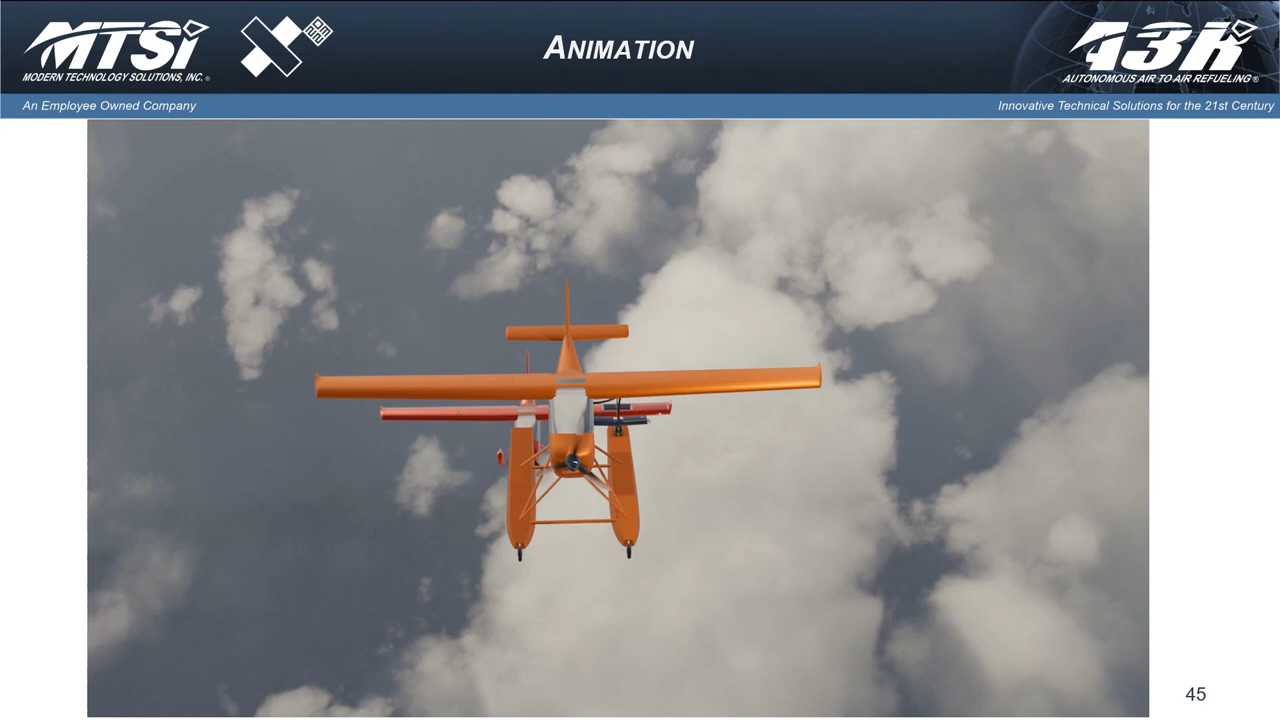 MTSi
MODERN TECHNOLOGY SOLUTIONS, INC.®
ANIMATION
A3R
AUTONOMOUS AIR TO AIR REFUELING®
An Employee Owned Company
Innovative Technical Solutions for the 21st Century
45